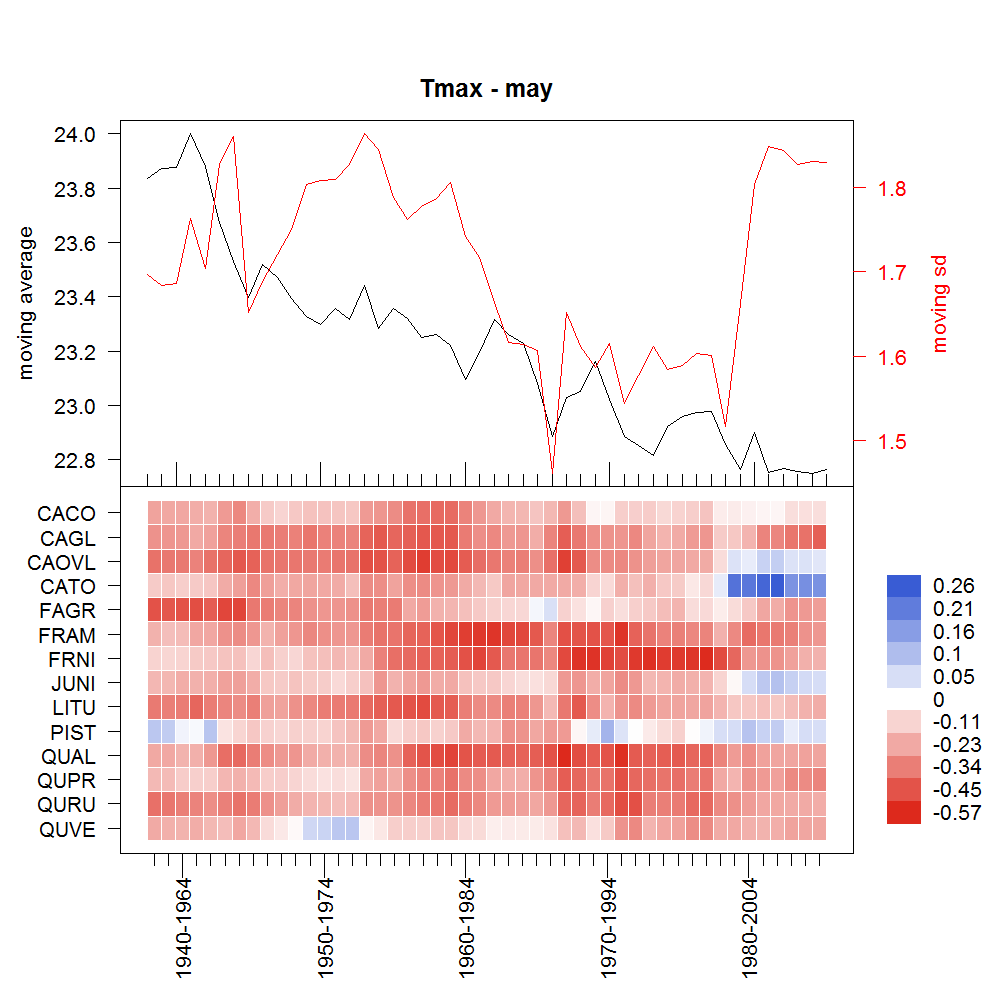 Tmax - may
moving average
24.0
23.8
23.6
23.4
23.2
23.0
22.8
1.8
1.7
1.6
1.5
moving sd
CACO
CAGL
CAOVL
CATO
FAGR
FRAM
FRNI
JUNI
LITU
PIST
QUAL
QUPR
QURU
QUVE
0.26
0.21
0.16
0.1
0.05
0
-0.11
-0.23
-0.34
-0.45
-0.57
1940-1964
1950-1974
1960-1984
1970-1994
1980-2004